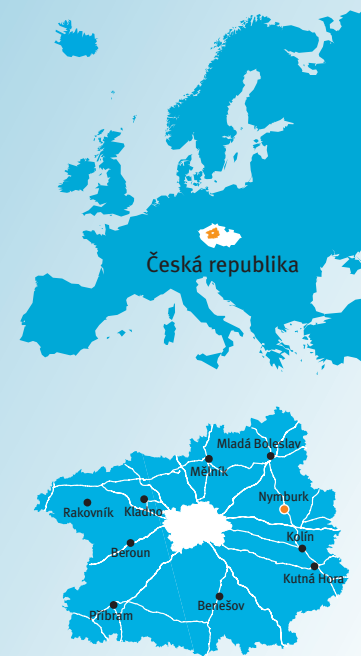 Česká republika
Mladá Boleslav
Mělník
Nymburk
Rakovník
Kladno
Kolín
Beroun
Kutná Hora
Benešov
Příbram